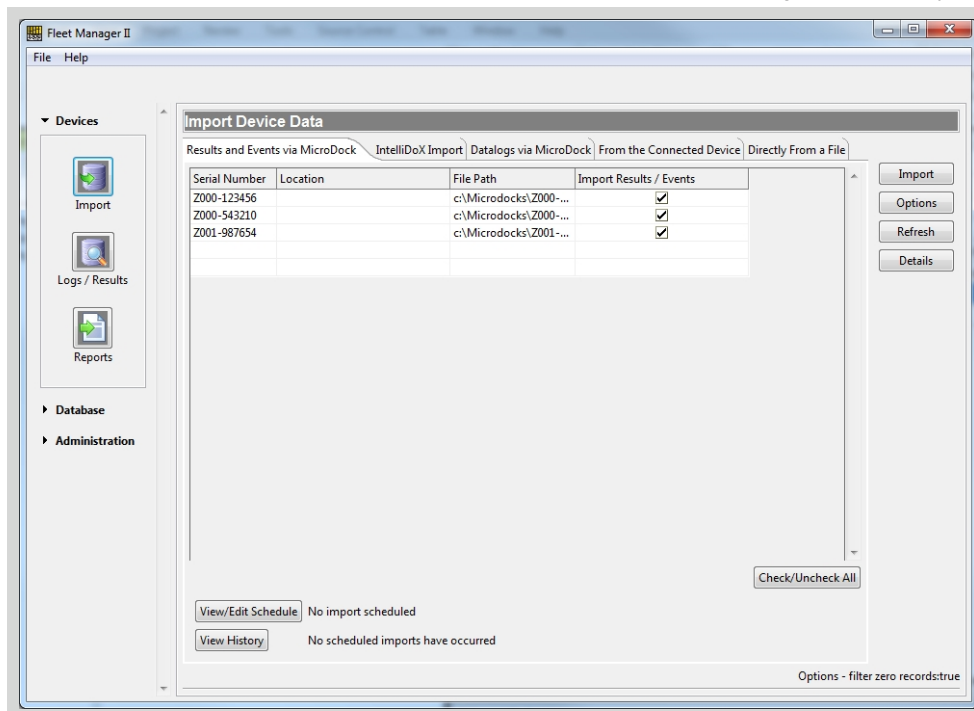 Fleet Manager II
File Help
Devices
Import
Logs / Results
Reports
Database
Administration
Import Device Data
Results and Events via MicroDock IntelliDoX Import Datalogs via MicroDock From the Connected Device Directly From a File
Serial Number Location File Path Import Results / Events
Z000-123456 c:\Microdocks\Z000-...
Z000-543210 c:\Microdocks\Z000-...
Z001-987654 c:\Microdocks\Z001-...
Import
Options
Refresh
Details
Check/Uncheck All
View/Edit Schedule No import scheduled
View History No scheduled imports have occurred
Options - filter zero records:true